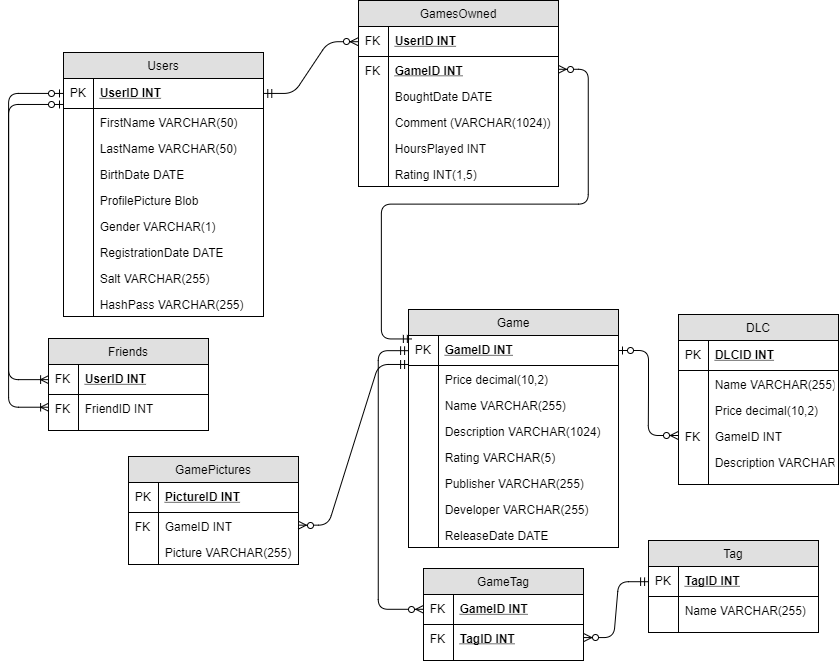 GamesOwned
FK UserID INT
FK GameID INT
BoughtDate DATE
Comment (VARCHAR(1024))
HoursPlayed INT
Rating INT(1,5)
Users
PK UserID INT
FirstName VARCHAR(50)
LastName VARCHAR(50)
BirthDate DATE
ProfilePicture Blob
Gender VARCHAR(1)
RegistrationDate DATE
Salt VARCHAR(255)
HashPass VARCHAR(255)
Friends
FK UserID INT
FK FriendID INT
Game
PK GameID INT
Price decimal(10,2)
Name VARCHAR(255)
Description VARCHAR(1024)
Rating VARCHAR(5)
Publisher VARCHAR(255)
Developer VARCHAR(255)
ReleaseDate DATE
DLC
PK DLCID INT
Name VARCHAR(255)
Price decimal(10,2)
FK GameID INT
Description VARCHAR
GamePictures
PK PictureID INT
FK GameID INT
Picture VARCHAR(255)
GameTag
FK GameID INT
FK TagID INT
Tag
PK TagID INT
Name VARCHAR(255)